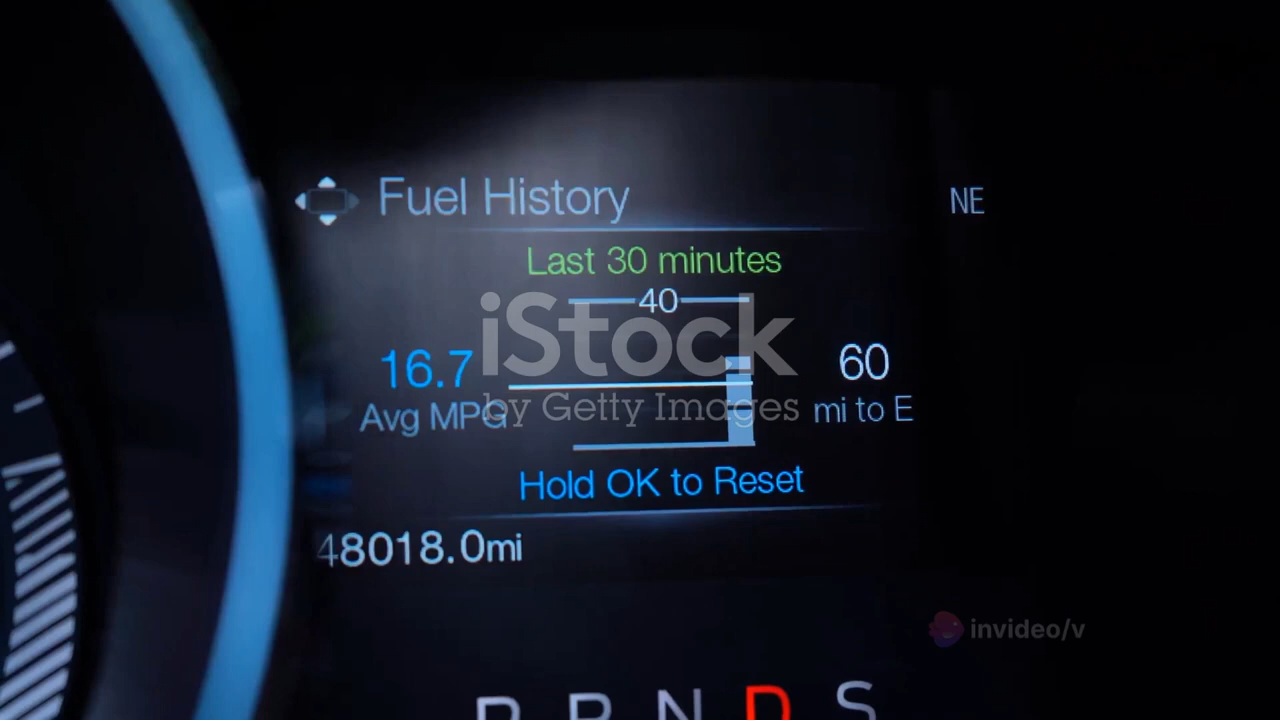 Fuel History
NE
Last 30 minutes
40
16.7
Avg MPG
60
mi to E
Hold OK to Reset
48018.0mi
P R N D S
iStock
by Getty Images
invideo/v